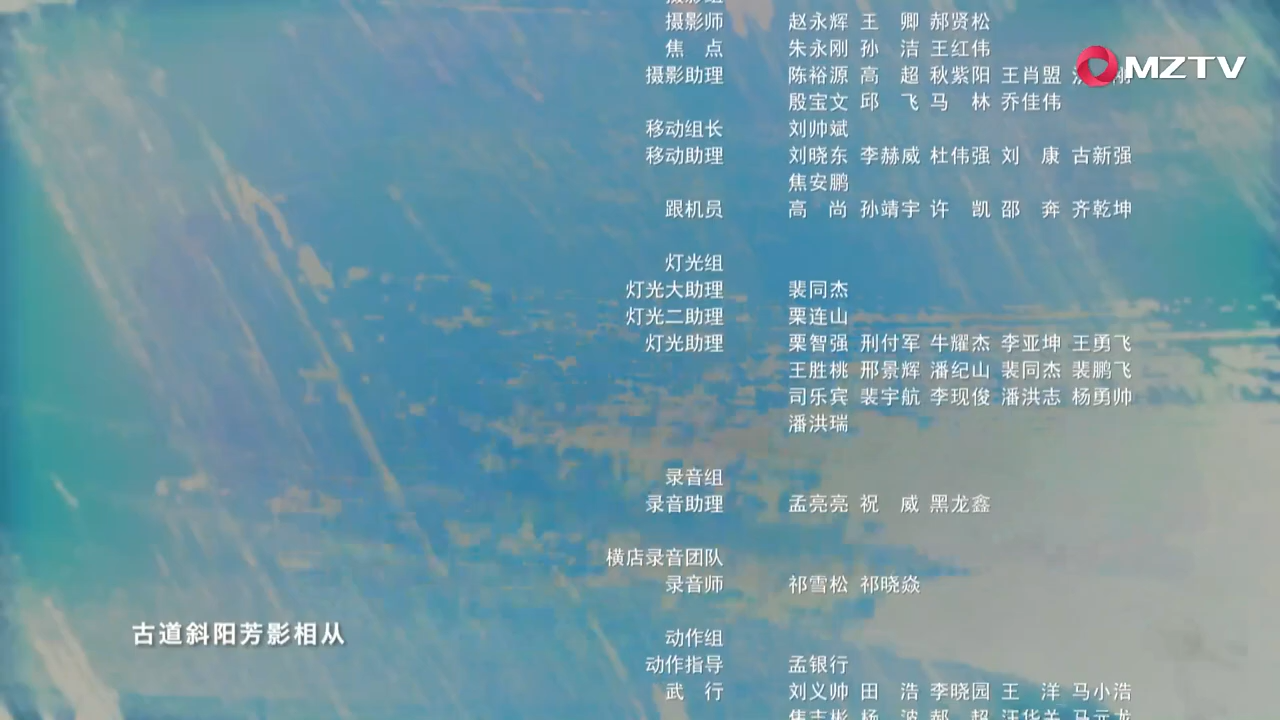 摄影师 赵永辉 王 卿 郝贤松
焦 点 朱永刚 孙 洁 王红伟
摄影助理 陈裕源 高 超 秋紫阳 王肖盟
MZTV
殷宝文 邱 飞 马 林 乔佳伟
移动组长 刘帅斌
移动助理 刘晓东 李赫威 杜伟强 刘 康 古新强
焦安鹏
跟机员 高 尚 孙靖宇 许 凯 邵 奔 齐乾坤
灯光组
灯光大助理 裴同杰
灯光二助理 栗连山
灯光助理 栗智强 刑付军 牛耀杰 李亚坤 王勇飞
王胜桃 邢景辉 潘纪山 裴同杰 裴鹏飞
司乐宾 裴宇航 李现俊 潘洪志 杨勇帅
潘洪瑞
录音组
录音助理 孟亮亮 祝 威 黑龙鑫
横店录音团队
录音师 祁雪松 祁晓焱
古道斜阳芳影相从
动作组
动作指导 孟银行
武 行 刘义帅 田 浩 李晓园 王 洋 马小浩